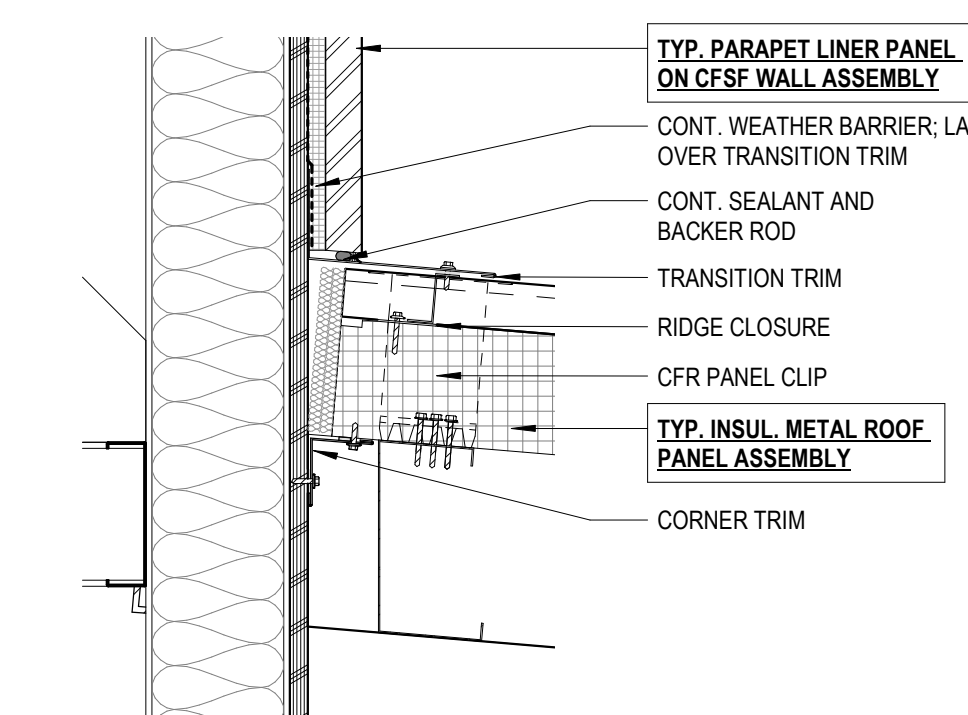 TYP. PARAPET LINER PANEL
ON CFSF WALL ASSEMBLY
CONT. WEATHER BARRIER; LA
OVER TRANSITION TRIM
CONT. SEALANT AND
BACKER ROD
TRANSITION TRIM
RIDGE CLOSURE
CFR PANEL CLIP
TYP. INSUL. METAL ROOF
PANEL ASSEMBLY
CORNER TRIM